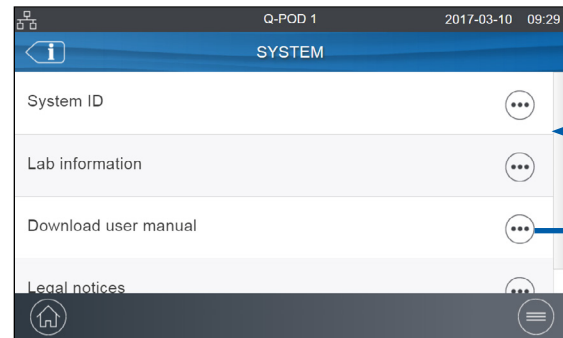 Q-POD 1 2017-03-10 09:29
i SYSTEM
System ID
Lab information
Download user manual
Legal notices